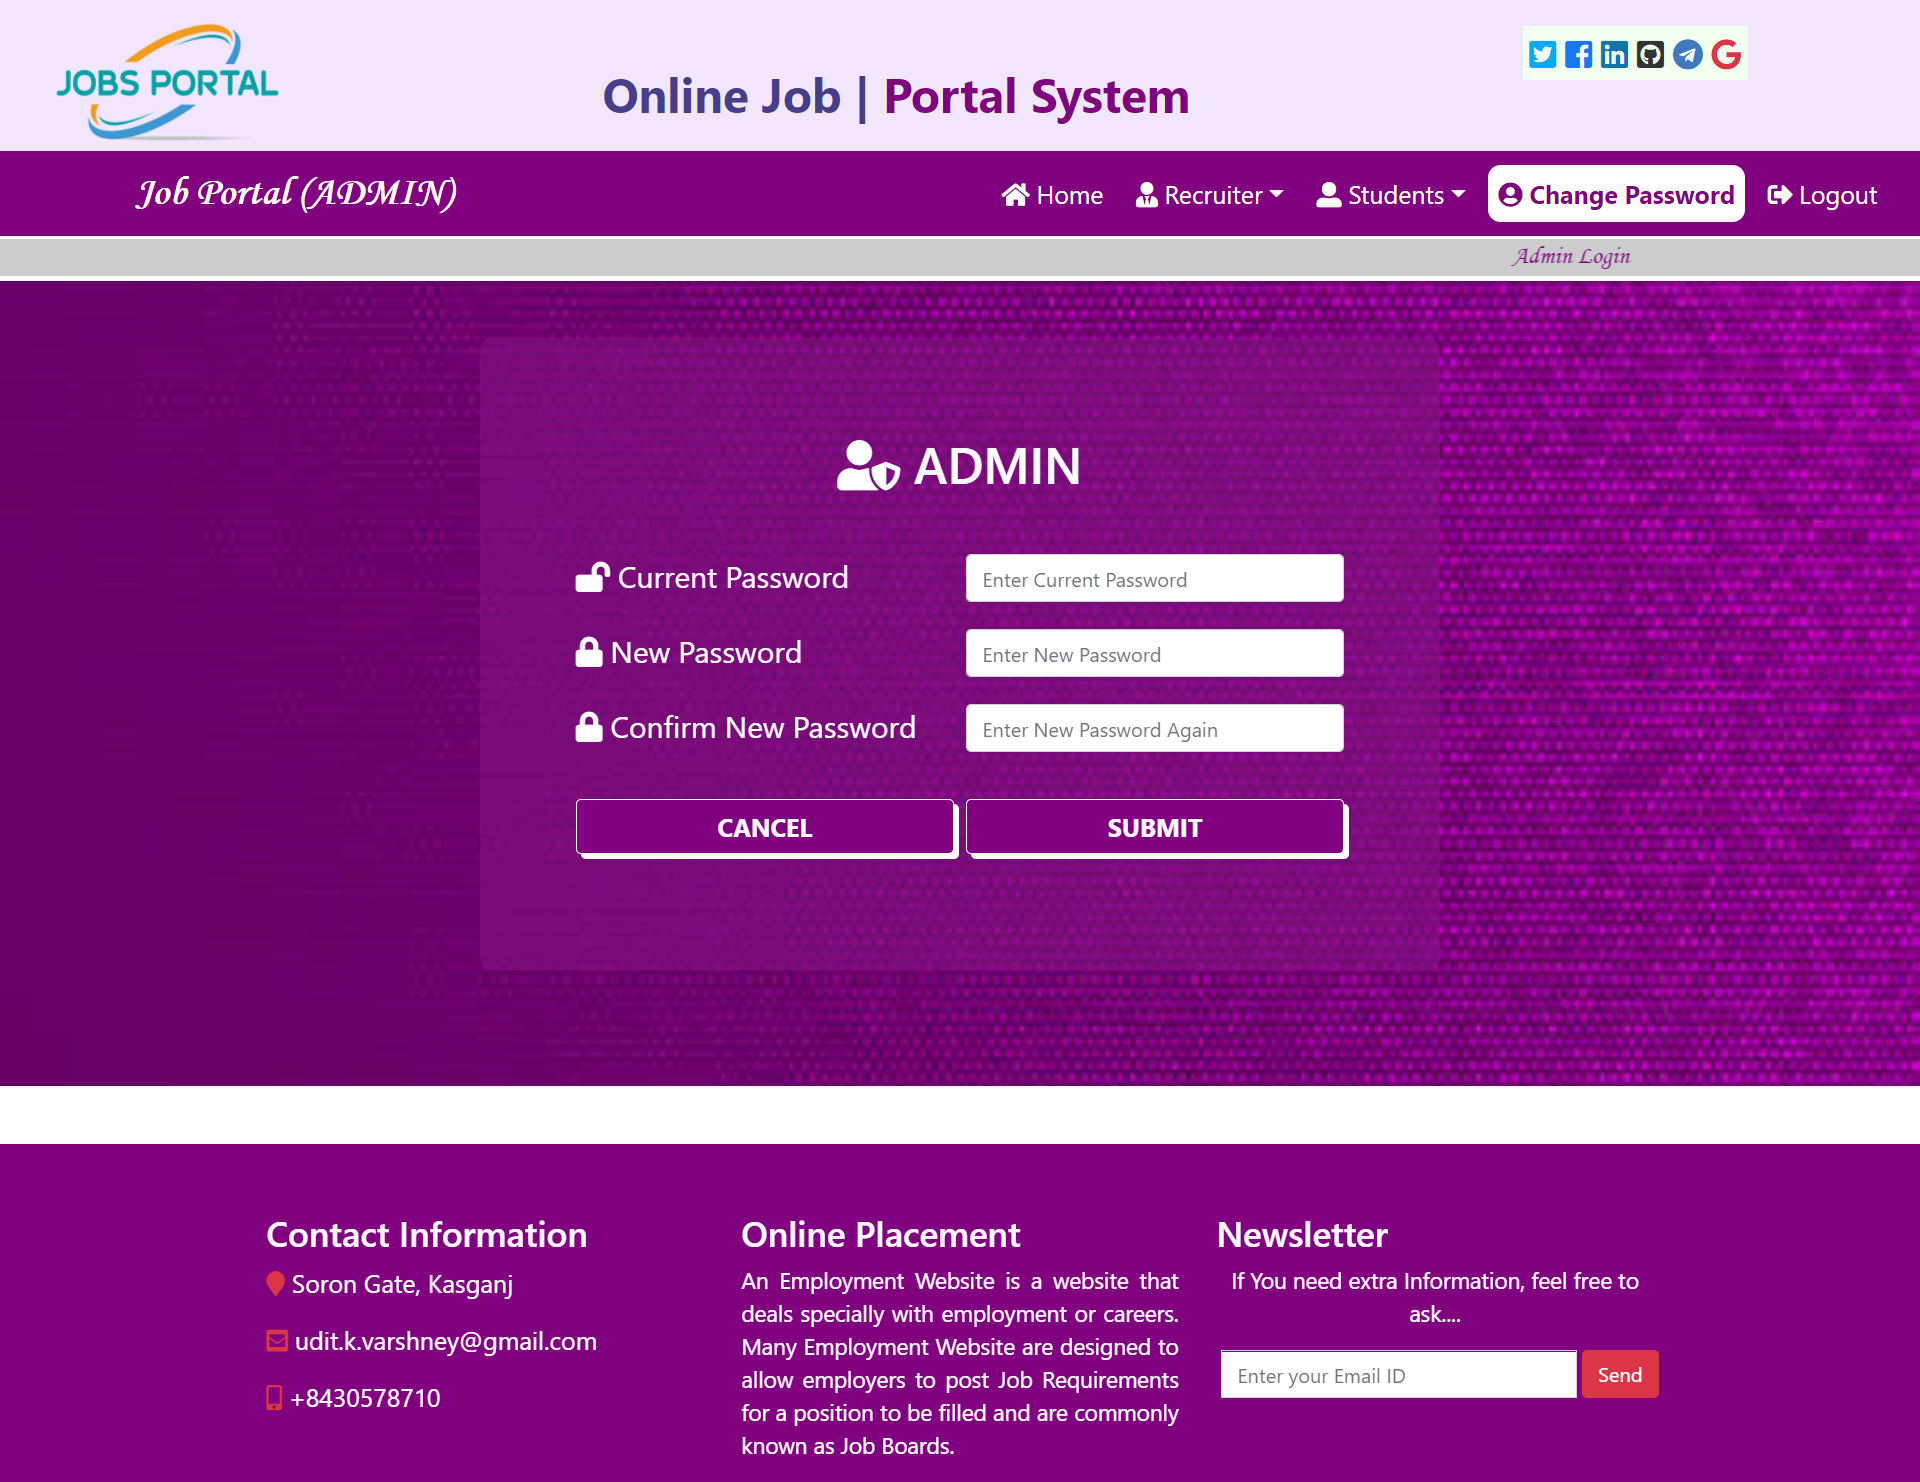 JOBS PORTAL
Online Job | Portal System
Job Portal (ADMIN)
Home
Recruiter
Students
Change Password
Logout
Admin Login
ADMIN
Current Password
Enter Current Password
New Password
Enter New Password
Confirm New Password
Enter New Password Again
CANCEL
SUBMIT
Contact Information
Soron Gate, Kasganj
udit.k.varshney@gmail.com
+8430578710
Online Placement
An Employment Website is a website that
deals specially with employment or careers.
Many Employment Website are designed to
allow employers to post Job Requirements
for a position to be filled and are commonly
known as Job Boards.
Newsletter
If You need extra Information, feel free to
ask....
Enter your Email ID
Send